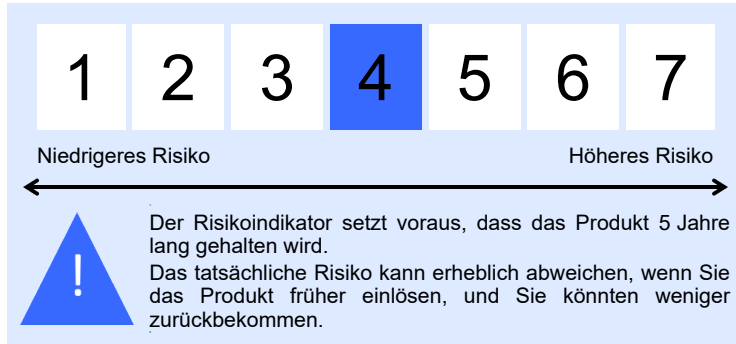 1 2 3 4 5 6 7
Niedrigeres Risiko Höheres Risiko
!
Der Risikoindikator setzt voraus, dass das Produkt 5 Jahre
lang gehalten wird.
Das tatsächliche Risiko kann erheblich abweichen, wenn Sie
das Produkt früher einlösen, und Sie könnten weniger
zurückbekommen.